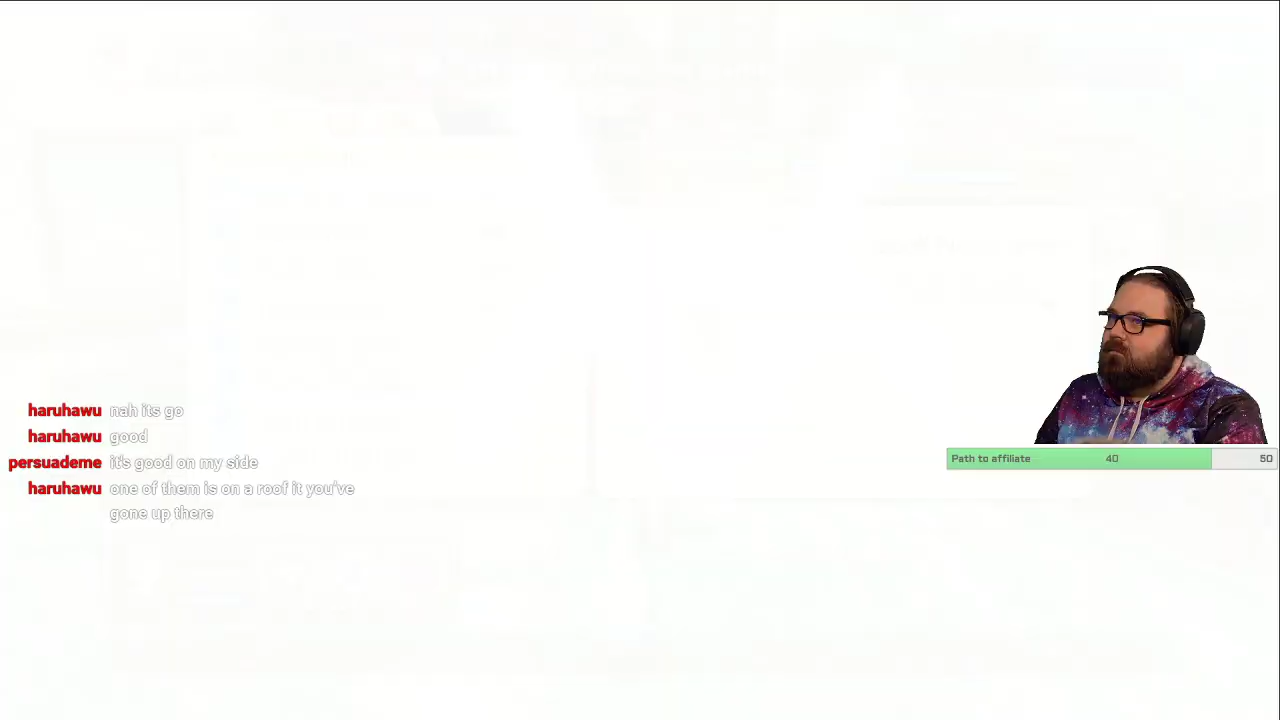 haruhawu nah its go
haruhawu good
persuademe it's good on my side
haruhawu one of them is on a roof it you've
gone up there
Path to affiliate 40 50